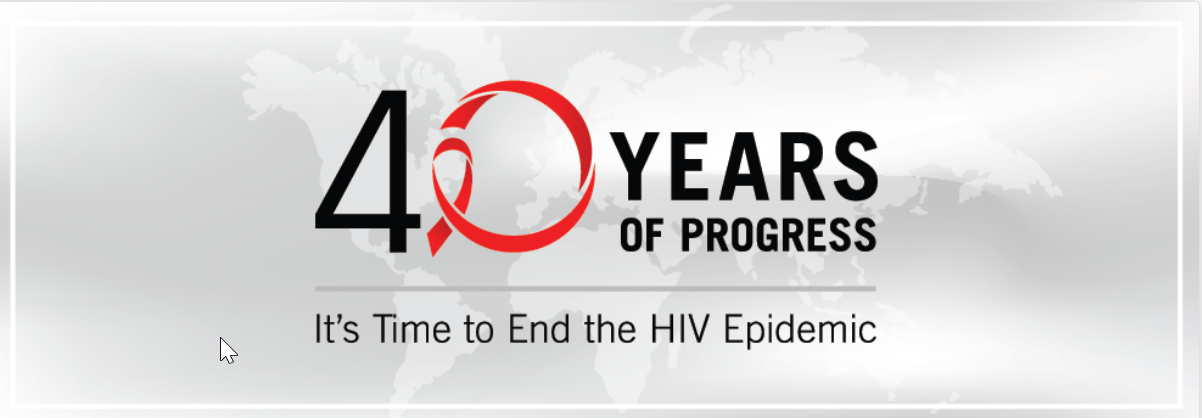 40 YEARS
OF PROGRESS
It's Time to End the HIV Epidemic